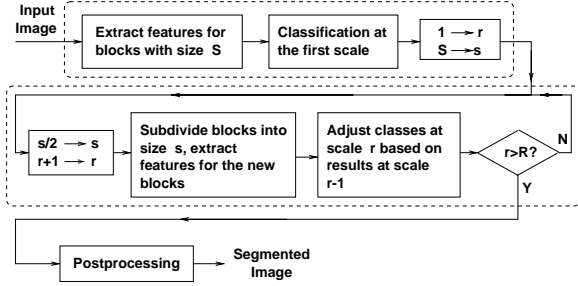 Input
Image
Extract features for
blocks with size S
Classification at
the first scale
1 → r
S → s
s/2 → s
r+1 → r
Subdivide blocks into
size s, extract
features for the new
blocks
Adjust classes at
scale r based on
results at scale
r-1
r>R?
N
Y
Postprocessing
Segmented
Image